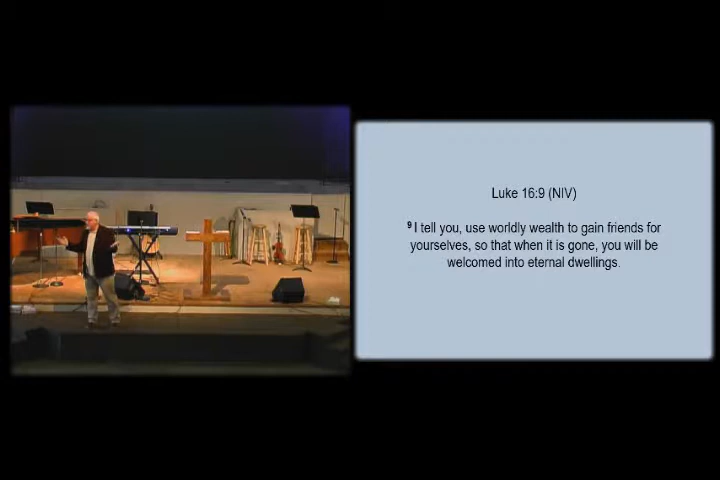 Luke 16:9 (NIV)
9 I tell you, use worldly wealth to gain friends for
yourselves, so that when it is gone, you will be
welcomed into eternal dwellings.